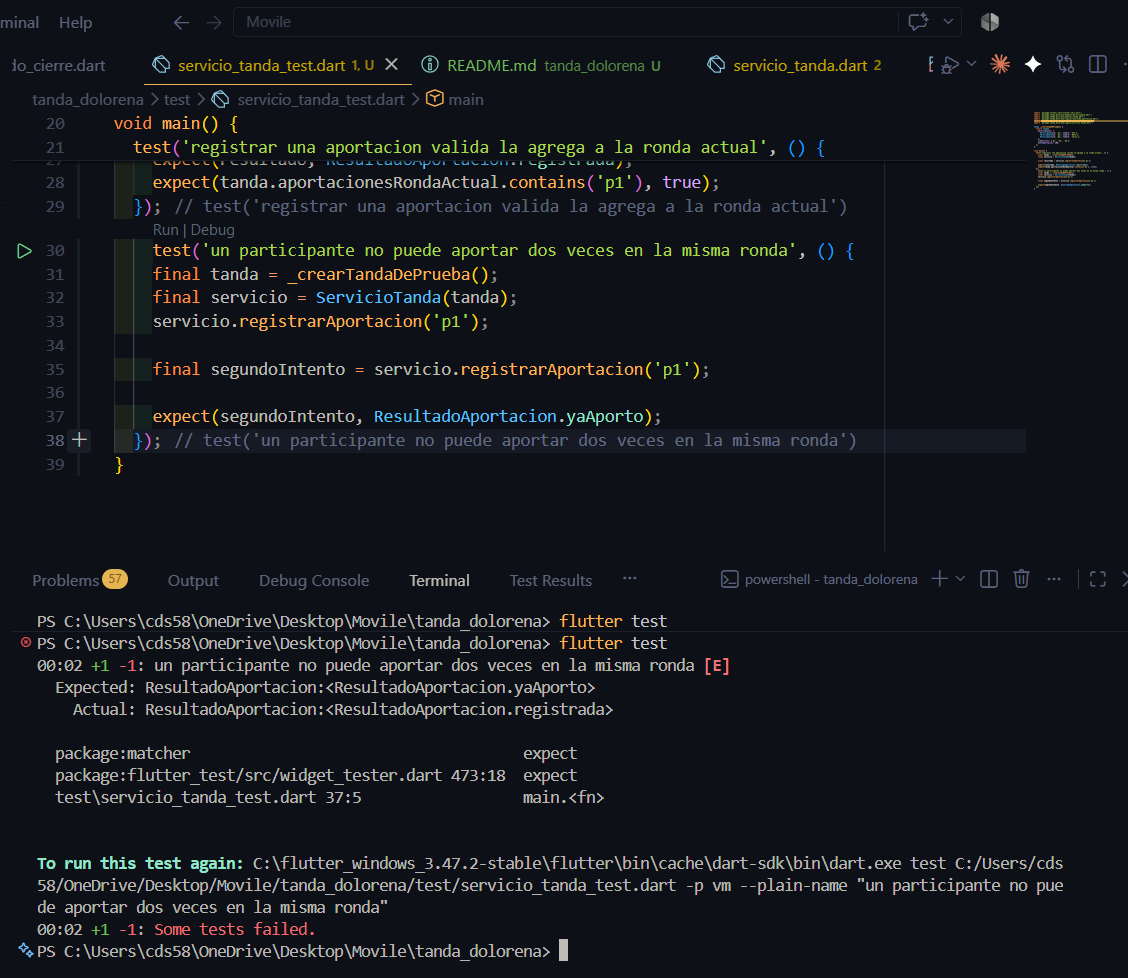 minal Help Movile
do_cierre.dart servicio_tanda_test.dart 1, U README.md tanda_dolorena U servicio_tanda.dart 2
tanda_dolorena > test > servicio_tanda_test.dart > main
20 void main() {
21 test('registrar una aportacion valida la agrega a la ronda actual', () {
27 expect(resultado, ResultadoAportacion.registrada);
28 expect(tanda.aportacionesRondaActual.contains('p1'), true);
29 }); // test('registrar una aportacion valida la agrega a la ronda actual')
Run | Debug
30 test('un participante no puede aportar dos veces en la misma ronda', () {
31 final tanda = _crearTandaDePrueba();
32 final servicio = ServicioTanda(tanda);
33 servicio.registrarAportacion('p1');
34
35 final segundoIntento = servicio.registrarAportacion('p1');
36
37 expect(segundoIntento, ResultadoAportacion.yaAporto);
38 }); // test('un participante no puede aportar dos veces en la misma ronda')
39 }
Problems 57 Output Debug Console Terminal Test Results ... powershell - tanda_dolorena
PS C:\Users\cds58\OneDrive\Desktop\Movile\tanda_dolorena> flutter test
PS C:\Users\cds58\OneDrive\Desktop\Movile\tanda_dolorena> flutter test
00:02 +1 -1: un participante no puede aportar dos veces en la misma ronda [E]
Expected: ResultadoAportacion:<ResultadoAportacion.yaAporto>
Actual: ResultadoAportacion:<ResultadoAportacion.registrada>
package:matcher expect
package:flutter_test/src/widget_tester.dart 473:18 expect
test\servicio_tanda_test.dart 37:5 main.<fn>
To run this test again: C:\flutter_windows_3.47.2-stable\flutter\bin\cache\dart-sdk\bin\dart.exe test C:/Users/cds
58/OneDrive/Desktop/Movile/tanda_dolorena/test/servicio_tanda_test.dart -p vm --plain-name "un participante no pue
de aportar dos veces en la misma ronda"
00:02 +1 -1: Some tests failed.
PS C:\Users\cds58\OneDrive\Desktop\Movile\tanda_dolorena>